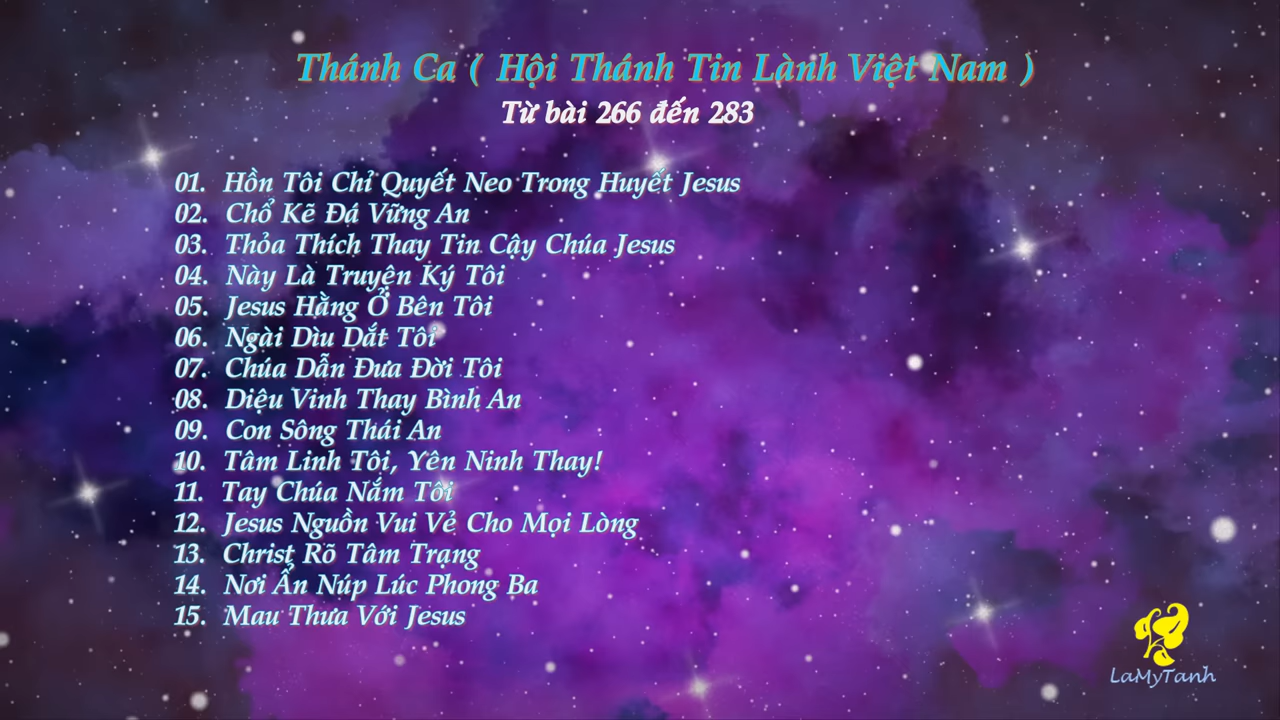 Thánh Ca ( Hội Thánh Tin Lành Việt Nam )
Từ bài 266 đến 283
01. Hồn Tôi Chỉ Quyết Neo Trong Huyết Jesus
02. Chổ Kẽ Đá Vững An
03. Thỏa Thích Thay Tin Cậy Chúa Jesus
04. Này Là Truyện Ký Tôi
05. Jesus Hằng Ở Bên Tôi
06. Ngài Dìu Dắt Tôi
07. Chúa Dẫn Đưa Đời Tôi
08. Diệu Vinh Thay Bình An
09. Con Sông Thái An
10. Tâm Linh Tôi, Yên Ninh Thay!
11. Tay Chúa Nắm Tôi
12. Jesus Nguồn Vui Vẻ Cho Mọi Lòng
13. Christ Rõ Tâm Trạng
14. Nơi Ẩn Núp Lúc Phong Ba
15. Mau Thưa Với Jesus
LaMyTanh